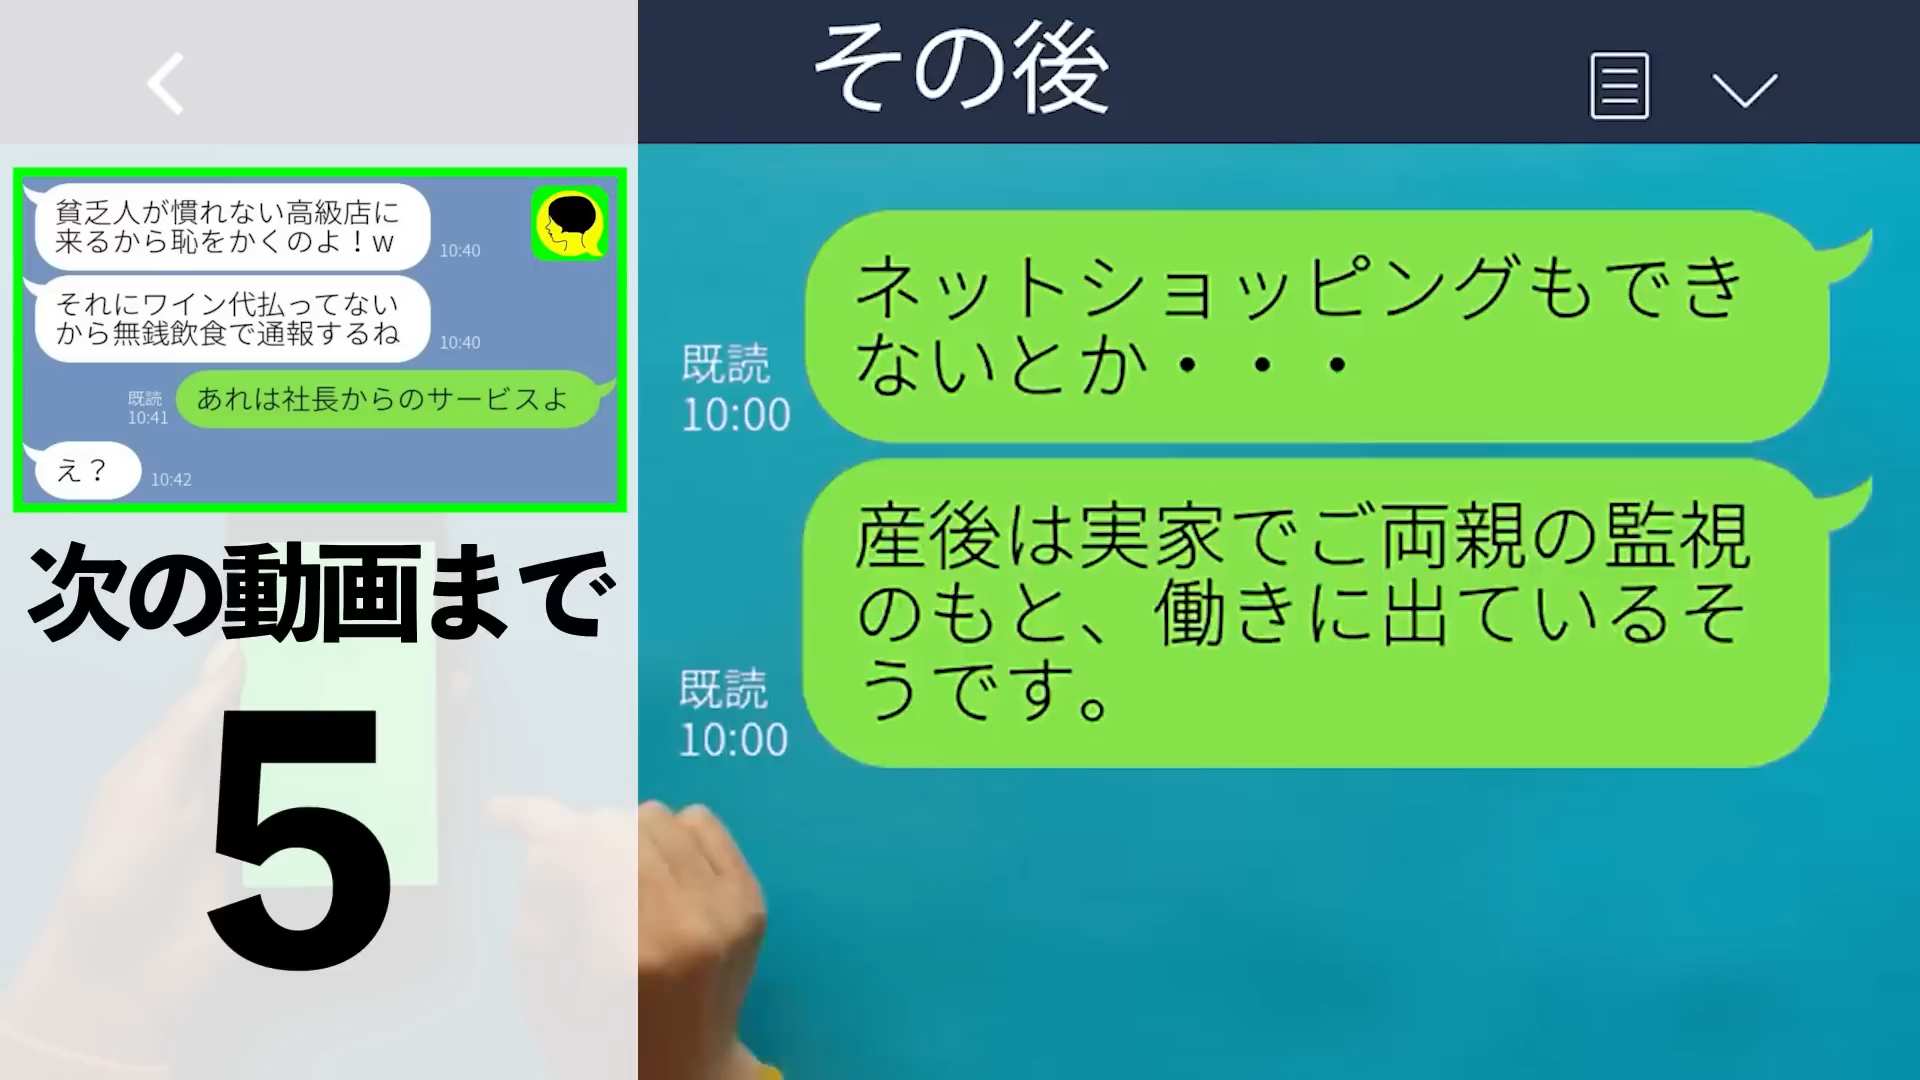 貧乏人が慣れない高級店に
来るから恥をかくのよ！w
10:40
それにワイン代払ってない
から無銭飲食で通報するね
10:40
既読
10:41
あれは社長からのサービスよ
え？
10:42
次の動画まで
5
その後
ネットショッピングもでき
ないとか・・・
既読
10:00
産後は実家でご両親の監視
のもと、働きに出ているそ
うです。
既読
10:00